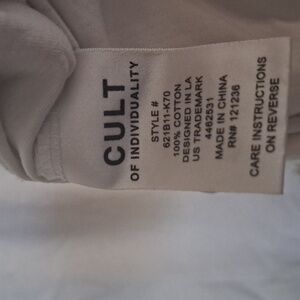 CULT
OF INDIVIDUALITY
STYLE #
621B11-K70
100% COTTON
DESIGNED IN LA
US TRADEMARK
4462531
MADE IN CHINA
RN# 121236
CARE INSTRUCTIONS
ON REVERSE